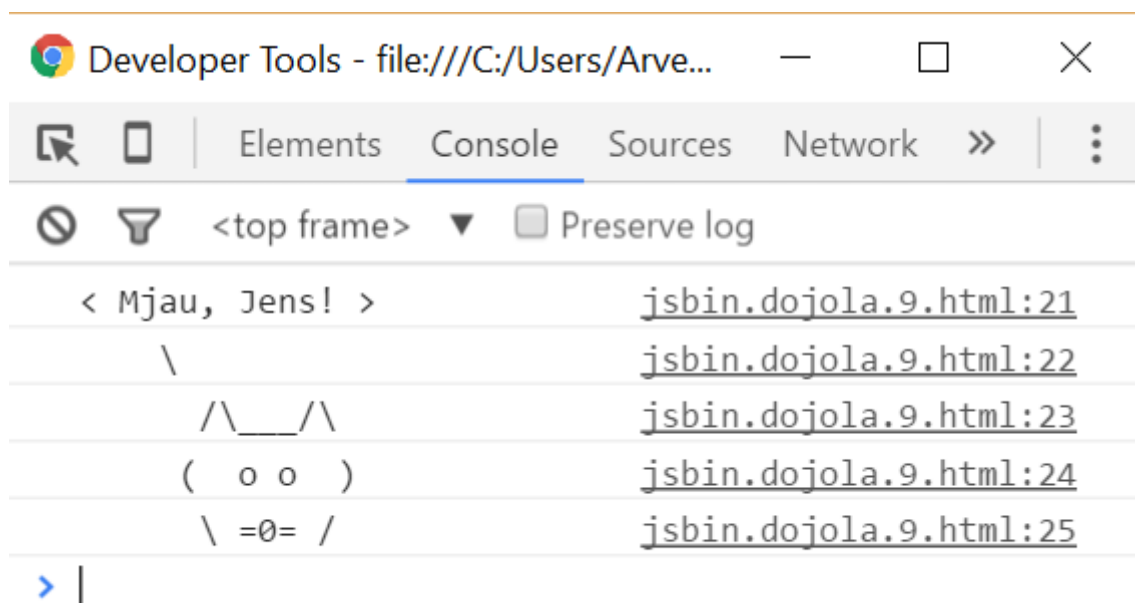 Developer Tools - file:///C:/Users/Arve...
Elements Console Sources Network »
<top frame> ▼ Preserve log
< Mjau, Jens! > jsbin.dojola.9.html:21
\ jsbin.dojola.9.html:22
/\___/\ jsbin.dojola.9.html:23
(  o o  ) jsbin.dojola.9.html:24
\ =0= / jsbin.dojola.9.html:25
>